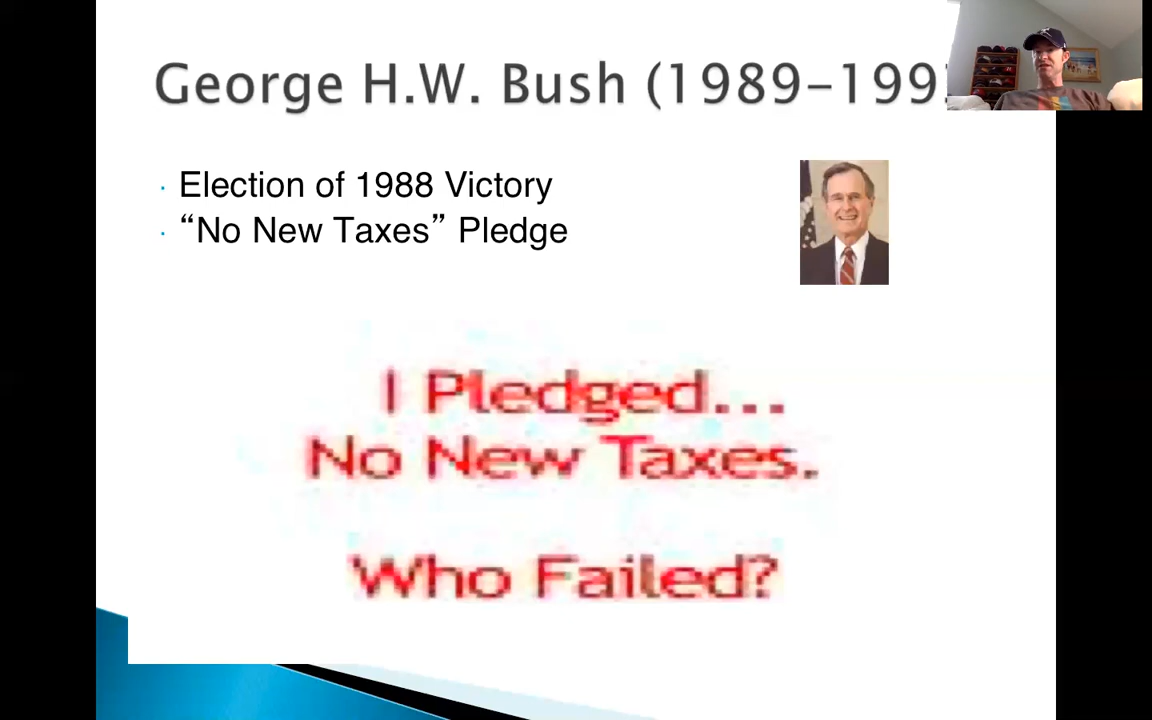 George H.W. Bush (1989–199
· Election of 1988 Victory
· “No New Taxes” Pledge
I Pledged...
No New Taxes.
Who Failed?